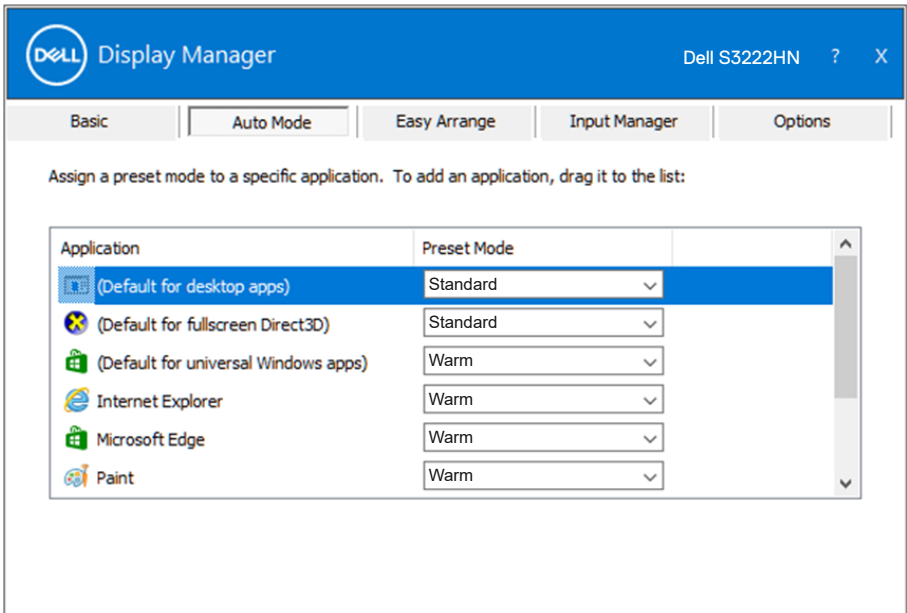 DELL Display Manager Dell S3222HN ? X
Basic Auto Mode Easy Arrange Input Manager Options
Assign a preset mode to a specific application. To add an application, drag it to the list:
Application Preset Mode
(Default for desktop apps) Standard
(Default for fullscreen Direct3D) Standard
(Default for universal Windows apps) Warm
Internet Explorer Warm
Microsoft Edge Warm
Paint Warm